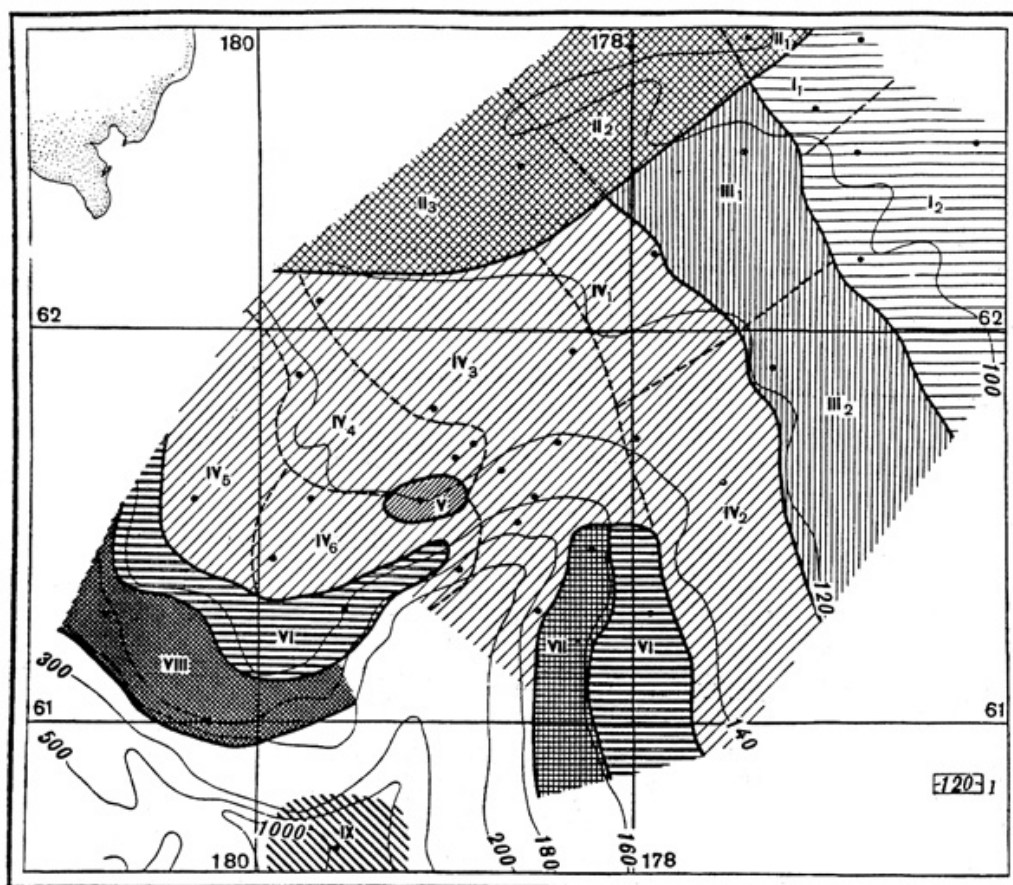 180
178
II₁
I₁
II₂
III₁
II₃
I₂
IV₁
62
62
IV₃
100
III₂
IV₄
IV₅
V
IV₂
IV₆
120
VI
VII
VI
VIII
300
61
61
500
140
120 1
1000
IX
200
180
160
180
178